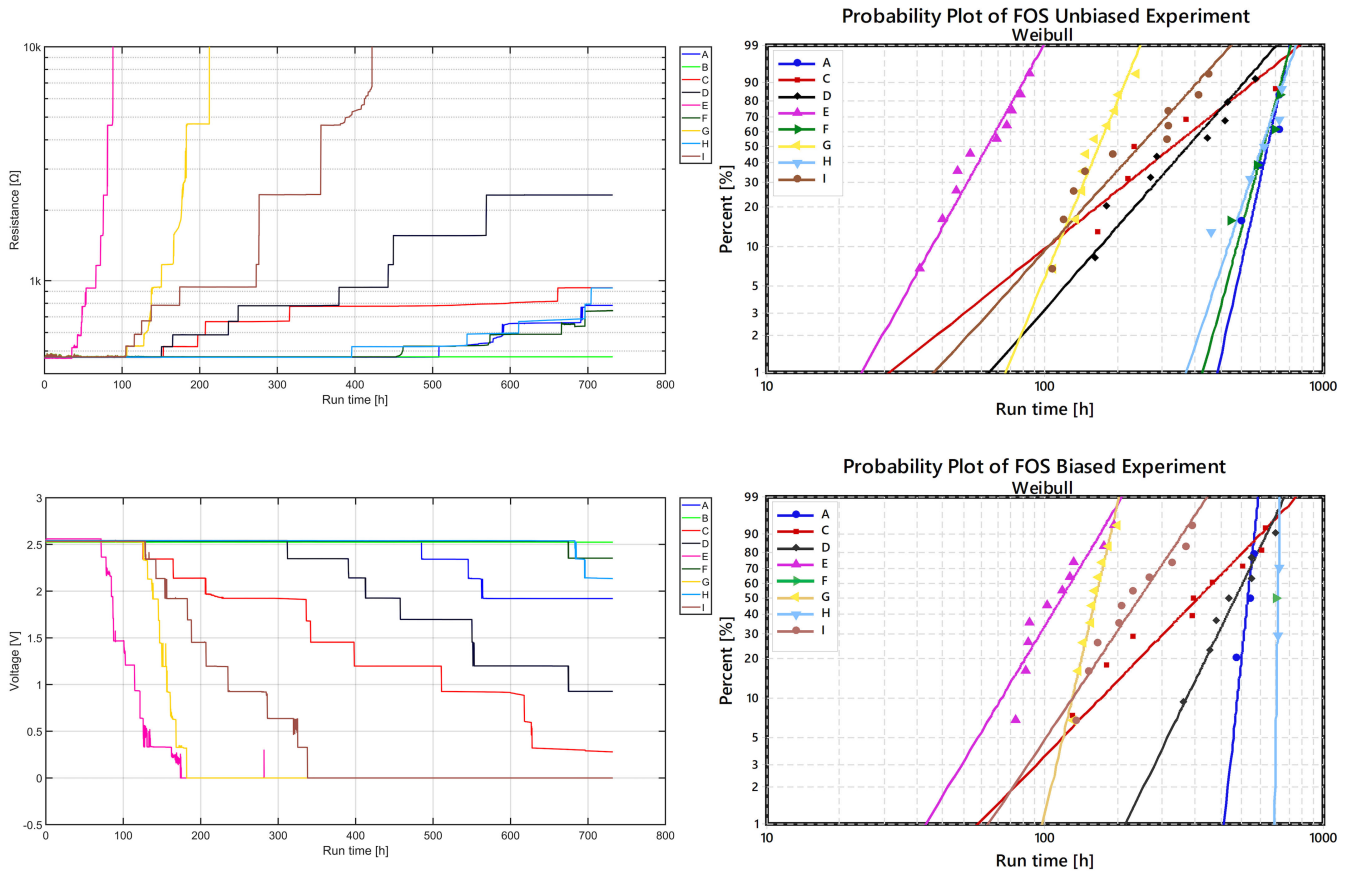 10k
1k
Resistance [Ω]
0 100 200 300 400 500 600 700 800
Run time [h]
A
B
C
D
E
F
G
H
I
Probability Plot of FOS Unbiased Experiment
Weibull
99
90
80
70
60
50
40
30
20
10
5
3
2
1
Percent [%]
A
C
D
E
F
G
H
I
10 100 1000
Run time [h]
3
2.5
2
1.5
1
0.5
0
-0.5
Voltage [V]
0 100 200 300 400 500 600 700 800
Run time [h]
A
B
C
D
E
F
G
H
I
Probability Plot of FOS Biased Experiment
Weibull
99
90
80
70
60
50
40
30
20
10
5
3
2
1
Percent [%]
A
C
D
E
F
G
H
I
10 100 1000
Run time [h]